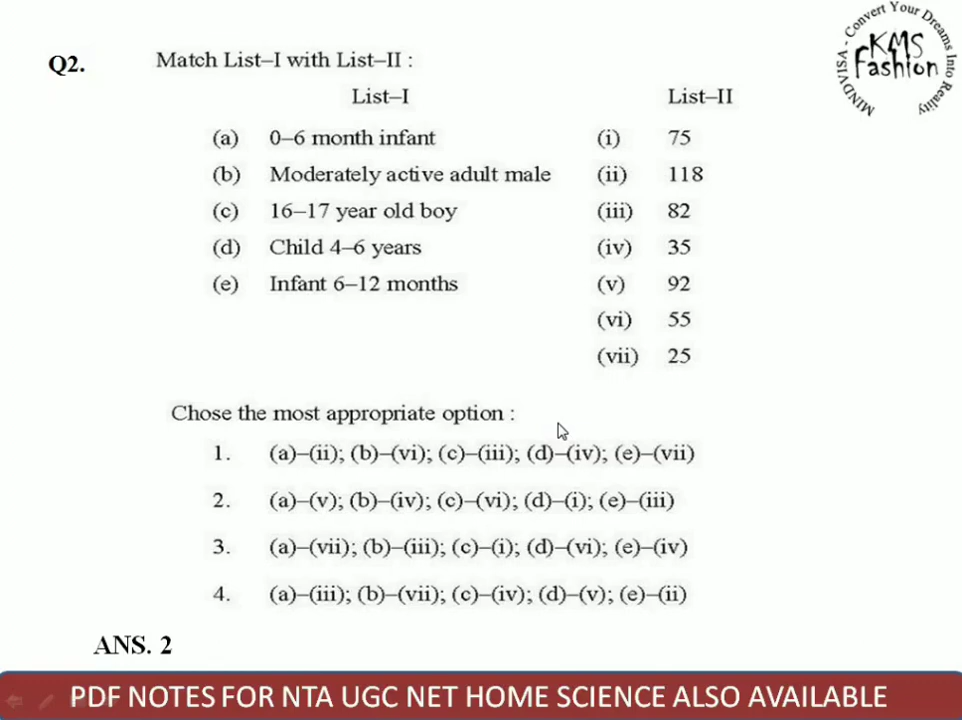 Q2. Match List–I with List–II :
List–I List–II
(a) 0–6 month infant (i) 75
(b) Moderately active adult male (ii) 118
(c) 16–17 year old boy (iii) 82
(d) Child 4–6 years (iv) 35
(e) Infant 6–12 months (v) 92
(vi) 55
(vii) 25
Chose the most appropriate option :
1. (a)–(ii); (b)–(vi); (c)–(iii); (d)–(iv); (e)–(vii)
2. (a)–(v); (b)–(iv); (c)–(vi); (d)–(i); (e)–(iii)
3. (a)–(vii); (b)–(iii); (c)–(i); (d)–(vi); (e)–(iv)
4. (a)–(iii); (b)–(vii); (c)–(iv); (d)–(v); (e)–(ii)
ANS. 2
PDF NOTES FOR NTA UGC NET HOME SCIENCE ALSO AVAILABLE
MINDVISA - Convert Your Dreams Into Reality
KMS
Fashion